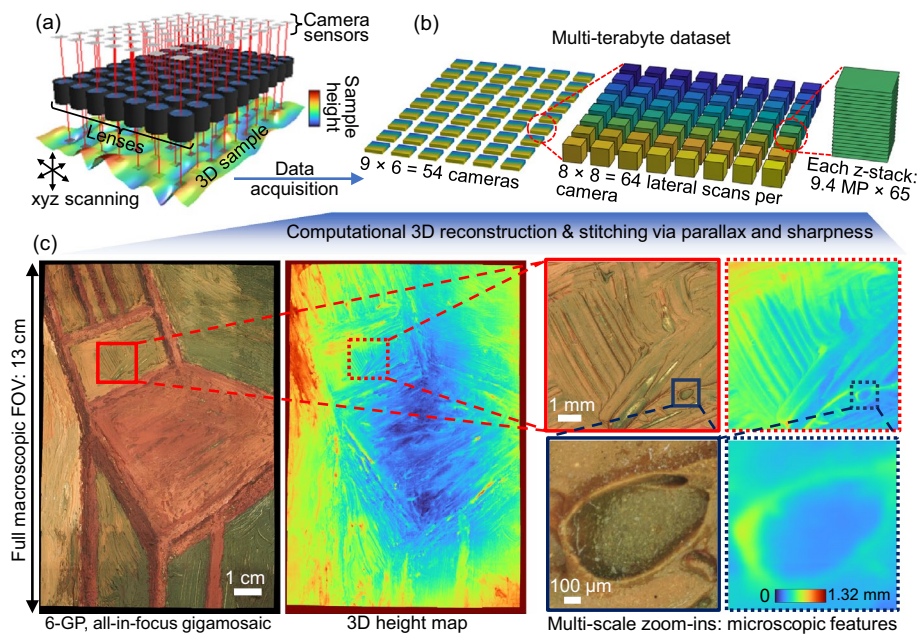 (a)
Camera
sensors
Sample
height
Lenses
3D sample
xyz scanning
Data
acquisition
(b)
Multi-terabyte dataset
9 × 6 = 54 cameras
8 × 8 = 64 lateral scans per
camera
Each z-stack:
9.4 MP × 65
Computational 3D reconstruction & stitching via parallax and sharpness
(c)
Full macroscopic FOV: 13 cm
1 cm
1 mm
100 µm
0
1.32 mm
6-GP, all-in-focus gigamosaic
3D height map
Multi-scale zoom-ins: microscopic features